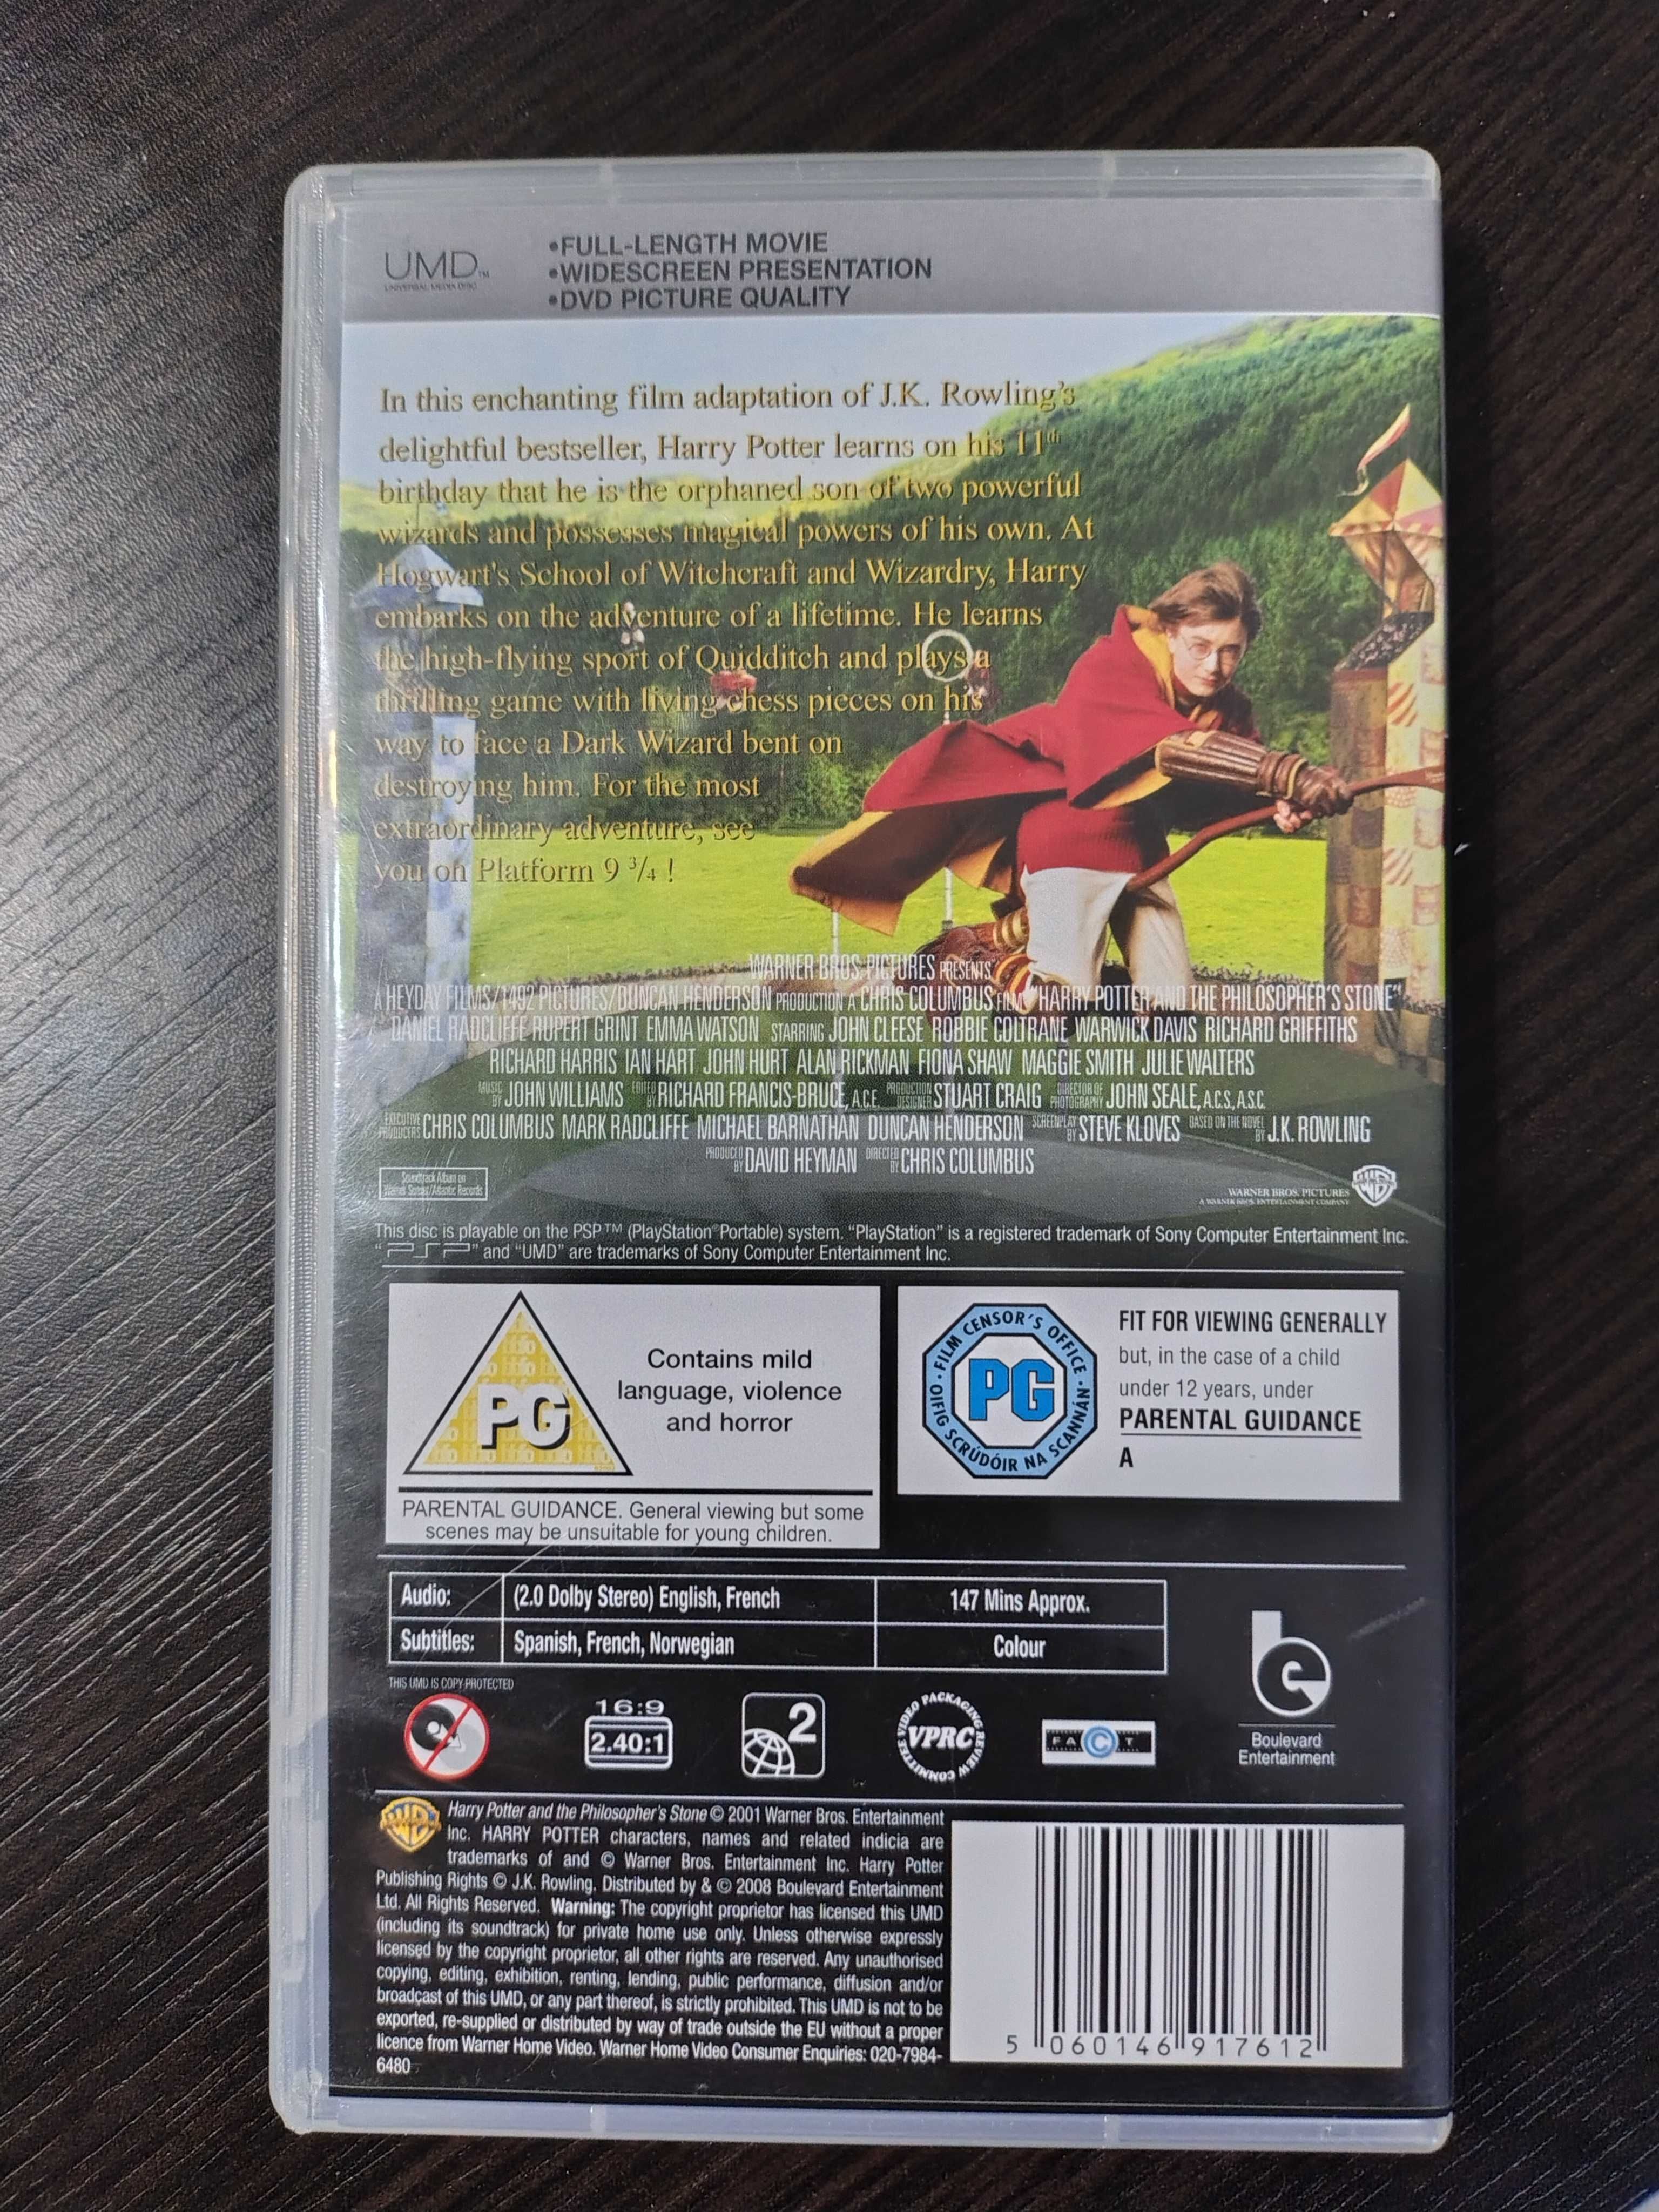 UMD™
UNIVERSAL MEDIA DISC
•FULL-LENGTH MOVIE
•WIDESCREEN PRESENTATION
•DVD PICTURE QUALITY
In this enchanting film adaptation of J.K. Rowling's
delightful bestseller, Harry Potter learns on his 11th
birthday that he is the orphaned son of two powerful
wizards and possesses magical powers of his own. At
Hogwart's School of Witchcraft and Wizardry, Harry
embarks on the adventure of a lifetime. He learns
the high-flying sport of Quidditch and plays a
thrilling game with living chess pieces on his
way to face a Dark Wizard bent on
destroying him. For the most
extraordinary adventure, see
you on Platform 9 ¾ !
WARNER BROS. PICTURES PRESENTS
A HEYDAY FILMS/1492 PICTURES/DUNCAN HENDERSON PRODUCTION A CHRIS COLUMBUS FILM "HARRY POTTER AND THE PHILOSOPHER'S STONE"
DANIEL RADCLIFFE RUPERT GRINT EMMA WATSON STARRING JOHN CLEESE ROBBIE COLTRANE WARWICK DAVIS RICHARD GRIFFITHS
RICHARD HARRIS IAN HART JOHN HURT ALAN RICKMAN FIONA SHAW MAGGIE SMITH JULIE WALTERS
MUSIC BY JOHN WILLIAMS EDITED BY RICHARD FRANCIS-BRUCE, A.C.E. PRODUCTION DESIGNER STUART CRAIG DIRECTOR OF PHOTOGRAPHY JOHN SEALE, A.C.S., A.S.C.
EXECUTIVE PRODUCERS CHRIS COLUMBUS MARK RADCLIFFE MICHAEL BARNATHAN DUNCAN HENDERSON SCREENPLAY BY STEVE KLOVES BASED ON THE NOVEL BY J.K. ROWLING
PRODUCED BY DAVID HEYMAN DIRECTED BY CHRIS COLUMBUS
Soundtrack Album on
Warner Sunset/Atlantic Records
WARNER BROS. PICTURES
A WARNER BROS. ENTERTAINMENT COMPANY
This disc is playable on the PSP™ (PlayStation®Portable) system. "PlayStation" is a registered trademark of Sony Computer Entertainment Inc.
"PSP" and "UMD" are trademarks of Sony Computer Entertainment Inc.
PG
Contains mild
language, violence
and horror
PARENTAL GUIDANCE. General viewing but some
scenes may be unsuitable for young children.
FILM CENSOR'S OFFICE · OIFIG SCRÚDÓIR NA SCANNÁN ·
PG
FIT FOR VIEWING GENERALLY
but, in the case of a child
under 12 years, under
PARENTAL GUIDANCE
A
Audio: (2.0 Dolby Stereo) English, French 147 Mins Approx.
Subtitles: Spanish, French, Norwegian Colour
THIS UMD IS COPY PROTECTED
16:9
2.40:1
2
VIDEO PACKAGING REVIEW COMMITTEE
VPRC
FACT
be
Boulevard
Entertainment
Harry Potter and the Philosopher's Stone © 2001 Warner Bros. Entertainment
Inc. HARRY POTTER characters, names and related indicia are
trademarks of and © Warner Bros. Entertainment Inc. Harry Potter
Publishing Rights © J.K. Rowling. Distributed by & © 2008 Boulevard Entertainment
Ltd. All Rights Reserved. Warning: The copyright proprietor has licensed this UMD
(including its soundtrack) for private home use only. Unless otherwise expressly
licensed by the copyright proprietor, all other rights are reserved. Any unauthorised
copying, editing, exhibition, renting, lending, public performance, diffusion and/or
broadcast of this UMD, or any part thereof, is strictly prohibited. This UMD is not to be
exported, re-supplied or distributed by way of trade outside the EU without a proper
licence from Warner Home Video. Warner Home Video Consumer Enquiries: 020-7984-
6480
5 060146 917612